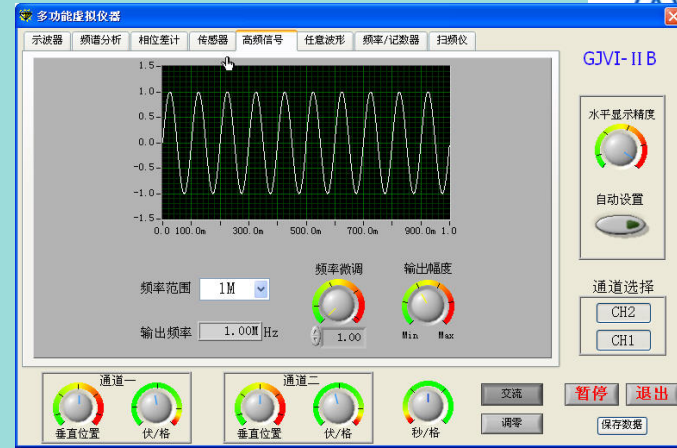 多功能虚拟仪器
示波器 频谱分析 相位差计 传感器 高频信号 任意波形 频率/记数器 扫频仪
GJVI-IIB
1.5
1.0
0.5
0.0
-0.5
-1.0
-1.5
0.0 100.0m 300.0m 500.0m 700.0m 900.0m 1.0
水平显示精度
自动设置
频率范围 1M
频率微调
输出幅度
输出频率 1.00M Hz
1.00
Min Max
通道选择
CH2
CH1
通道一
垂直位置 伏/格
通道二
垂直位置 伏/格
秒/格
交流
调零
暂停 退出
保存数据